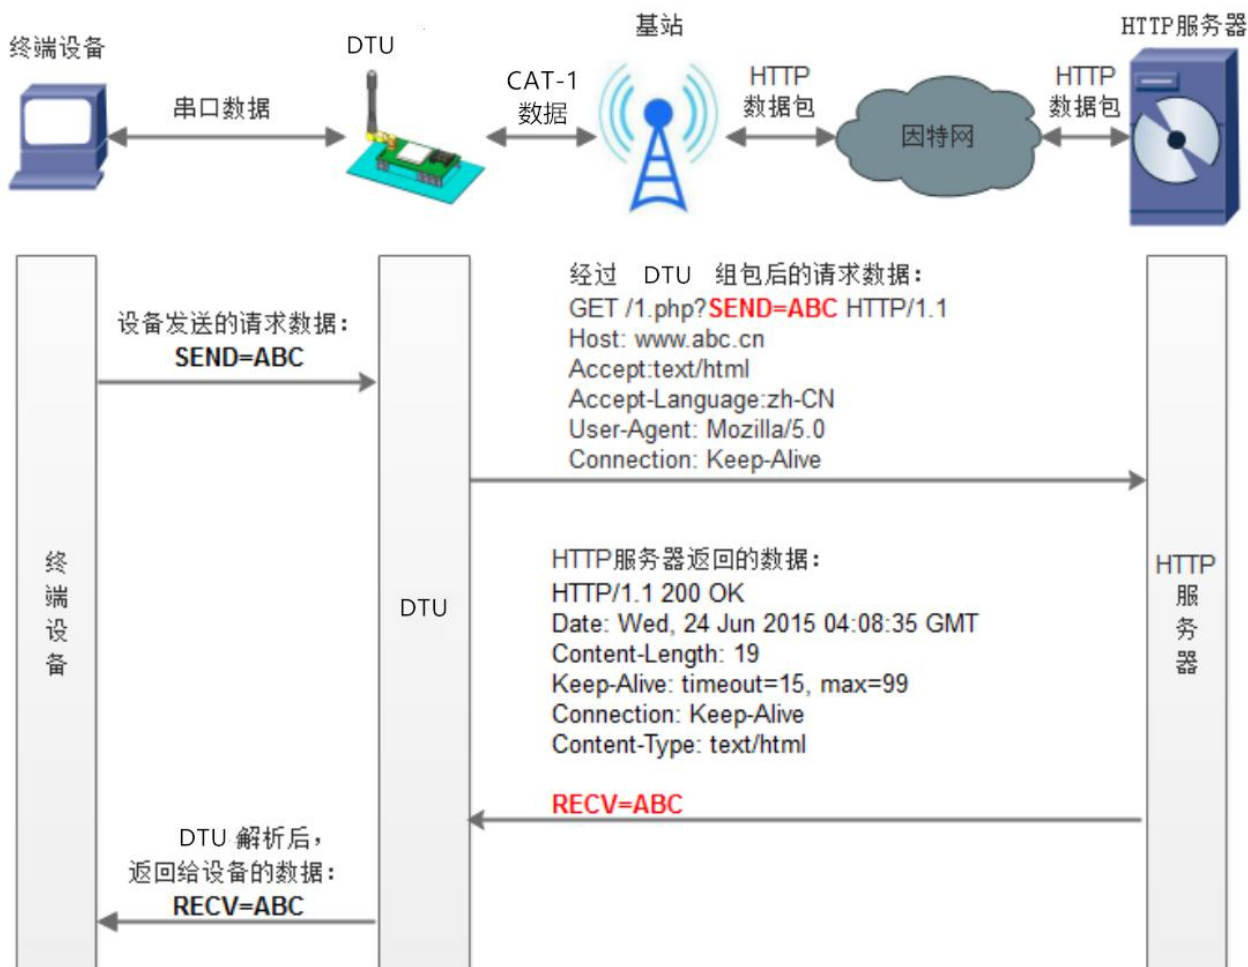 终端设备
DTU
基站
HTTP服务器
串口数据
CAT-1
数据
HTTP
数据包
因特网
HTTP
数据包
设备发送的请求数据：
SEND=ABC
经过 DTU 组包后的请求数据：
GET /1.php?SEND=ABC HTTP/1.1
Host: www.abc.cn
Accept:text/html
Accept-Language:zh-CN
User-Agent: Mozilla/5.0
Connection: Keep-Alive
终端设备
DTU
HTTP
服务器
HTTP服务器返回的数据：
HTTP/1.1 200 OK
Date: Wed, 24 Jun 2015 04:08:35 GMT
Content-Length: 19
Keep-Alive: timeout=15, max=99
Connection: Keep-Alive
Content-Type: text/html
RECV=ABC
DTU 解析后，
返回给设备的数据：
RECV=ABC